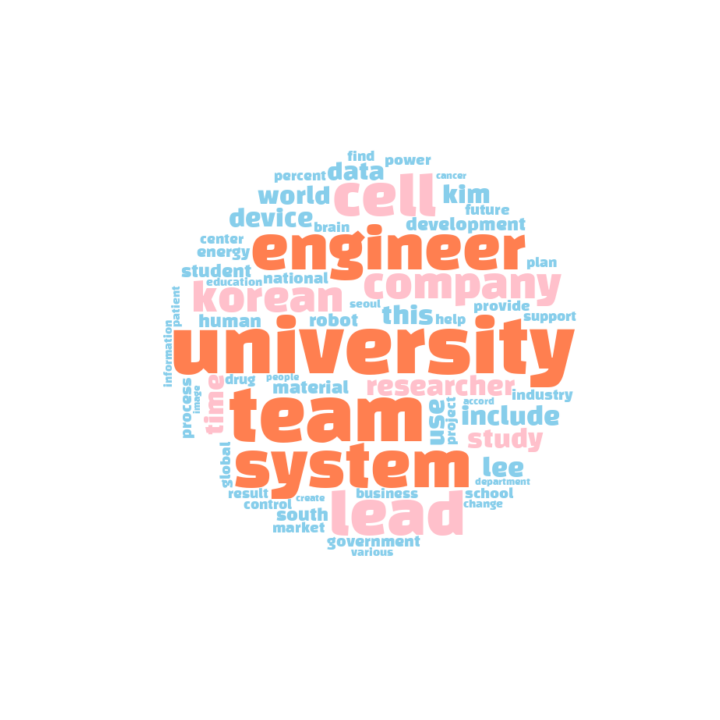 find
power
percent
data
cancer
world
cell
kim
future
device
brain
development
center
engineer
energy
plan
student
education
national
company
patient
korean
seoul
provide
human
robot
this
help
support
information
university
people
drug
material
researcher
industry
process
image
time
team
use
project
accord
include
study
global
system
lee
department
result
create
business
school
control
lead
change
south
market
government
various